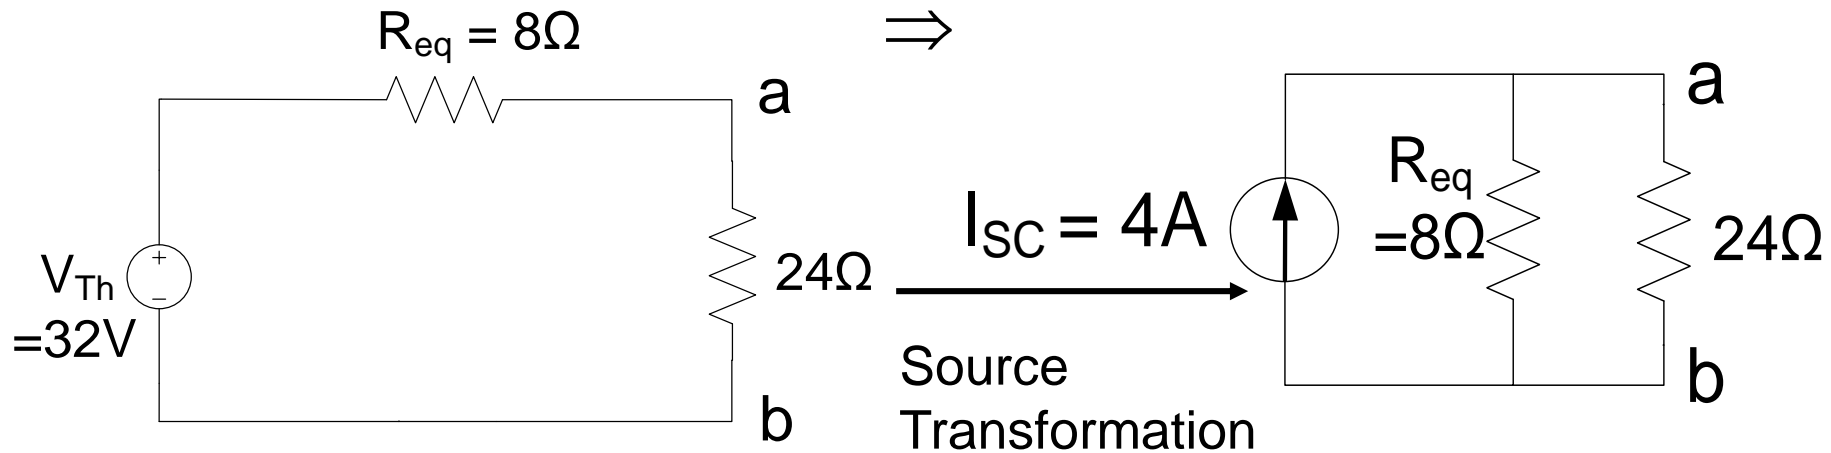 Req = 8Ω
⇒
a
+
−
VTh
=32V
24Ω
b
ISC = 4A
Source
Transformation
a
Req
=8Ω
24Ω
b